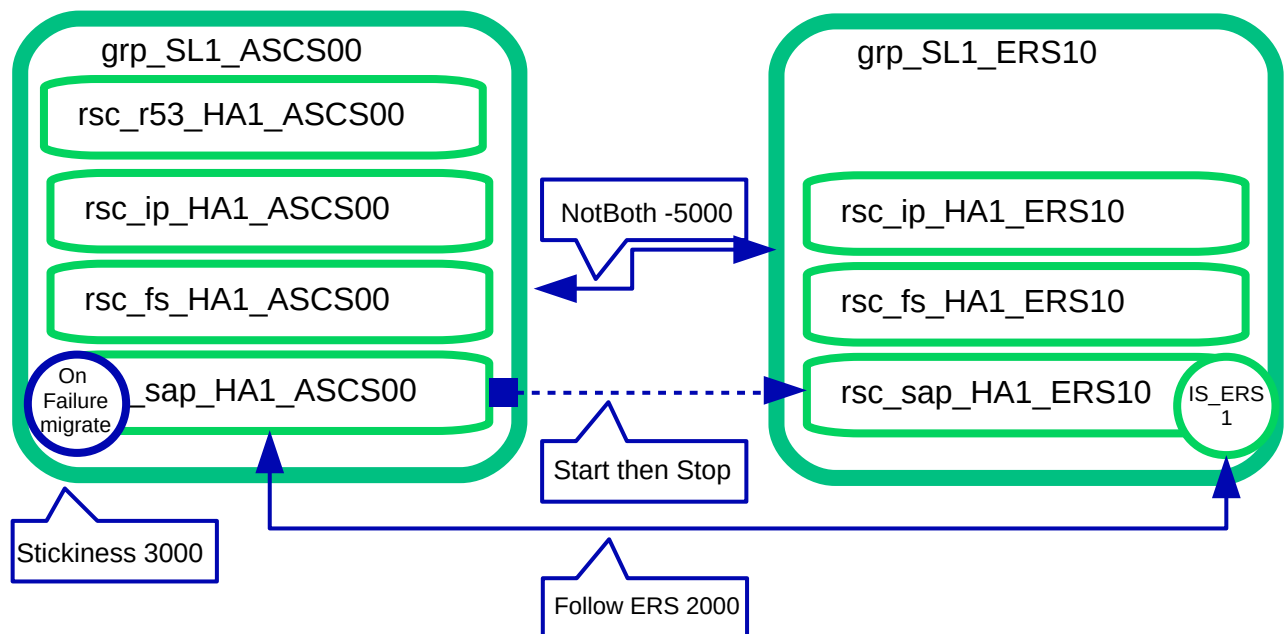 grp_SL1_ASCS00
rsc_r53_HA1_ASCS00
rsc_ip_HA1_ASCS00
rsc_fs_HA1_ASCS00
On
Failure
migrate
_sap_HA1_ASCS00
Stickiness 3000
NotBoth -5000
Start then Stop
Follow ERS 2000
grp_SL1_ERS10
rsc_ip_HA1_ERS10
rsc_fs_HA1_ERS10
rsc_sap_HA1_ERS10
IS_ERS
1